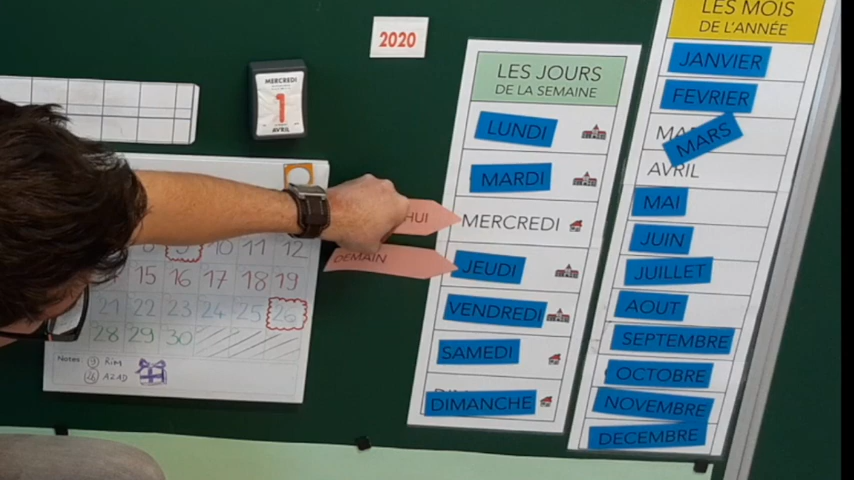 2020
MERCREDI
1
AVRIL
LES JOURS
DE LA SEMAINE
LUNDI
MARDI
MERCREDI
JEUDI
VENDREDI
SAMEDI
DIMANCHE
LES MOIS
DE L'ANNÉE
JANVIER
FEVRIER
MARS
AVRIL
MAI
JUIN
JUILLET
AOUT
SEPTEMBRE
OCTOBRE
NOVEMBRE
DECEMBRE
HUI
DEMAIN
10 11 12
15 16 17 18 19
21 22 23 24 25 26
28 29 30
Notes: 9 RIM
26 AZAD